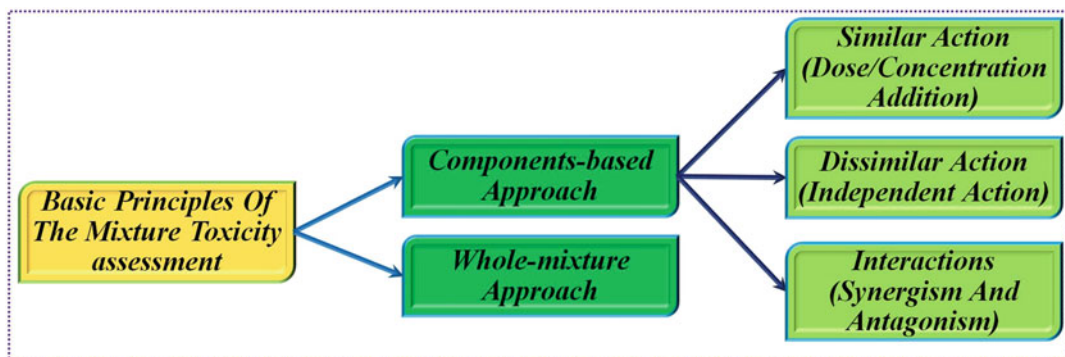 Basic Principles Of
The Mixture Toxicity
assessment
Components-based
Approach
Whole-mixture
Approach
Similar Action
(Dose/Concentration
Addition)
Dissimilar Action
(Independent Action)
Interactions
(Synergism And
Antagonism)